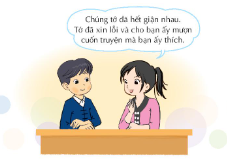 Chúng tớ đã hết giận nhau.
Tớ đã xin lỗi và cho bạn ấy mượn
cuốn truyện mà bạn ấy thích.